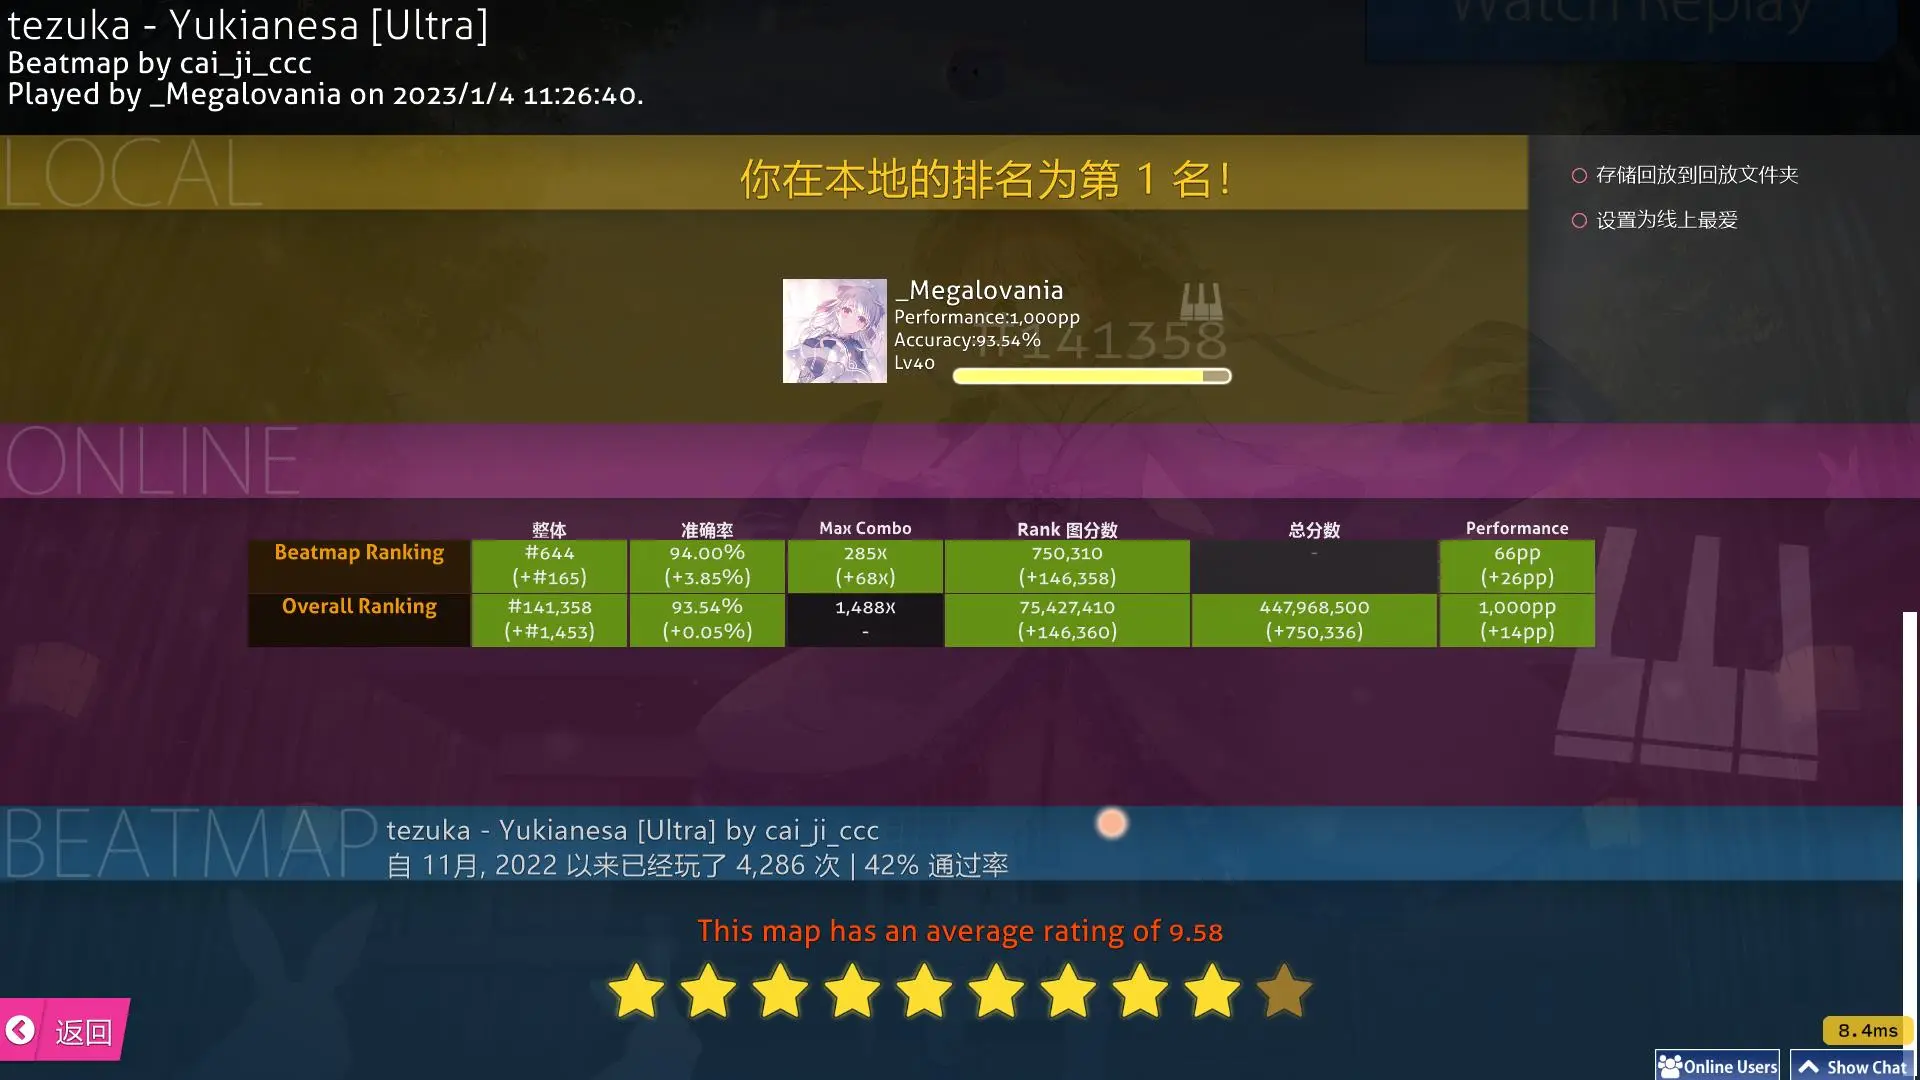 tezuka - Yukianesa [Ultra]
Beatmap by cai_ji_ccc
Played by _Megalovania on 2023/1/4 11:26:40.
Watch Replay
LOCAL
你在本地的排名为第 1 名!
存储回放到回放文件夹
设置为线上最爱
_Megalovania
Performance:1,000pp
Accuracy:93.54%
Lv40
#141358
ONLINE
整体 准确率 Max Combo Rank 图分数 总分数 Performance
Beatmap Ranking #644 94.00% 285x 750,310 - 66pp
(+#165) (+3.85%) (+68x) (+146,358) (+26pp)
Overall Ranking #141,358 93.54% 1,488x 75,427,410 447,968,500 1,000pp
(+#1,453) (+0.05%) - (+146,360) (+750,336) (+14pp)
BEATMAP
tezuka - Yukianesa [Ultra] by cai_ji_ccc
自 11月, 2022 以来已经玩了 4,286 次 | 42% 通过率
This map has an average rating of 9.58
返回
8.4ms
Online Users
Show Chat